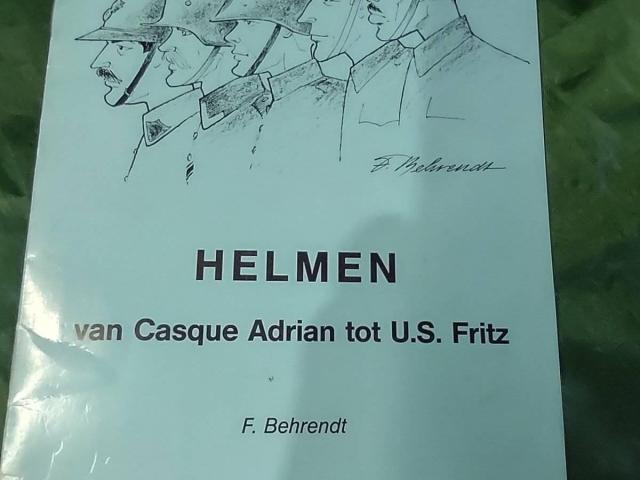 F. Behrendt
HELMEN
van Casque Adrian tot U.S. Fritz
F. Behrendt